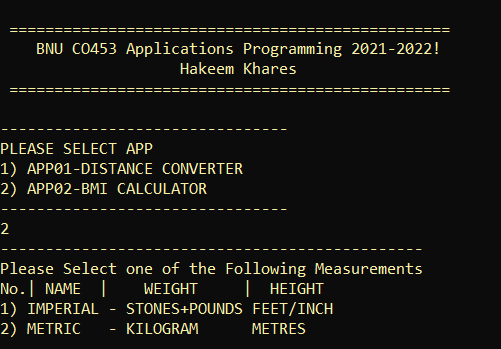 =================================================
BNU CO453 Applications Programming 2021-2022!
Hakeem Khares
=================================================
--------------------------------
PLEASE SELECT APP
1) APP01-DISTANCE CONVERTER
2) APP02-BMI CALCULATOR
--------------------------------
2
-----------------------------------------------
Please Select one of the Following Measurements
No.| NAME  |    WEIGHT     |  HEIGHT
1) IMPERIAL - STONES+POUNDS FEET/INCH
2) METRIC   - KILOGRAM      METRES